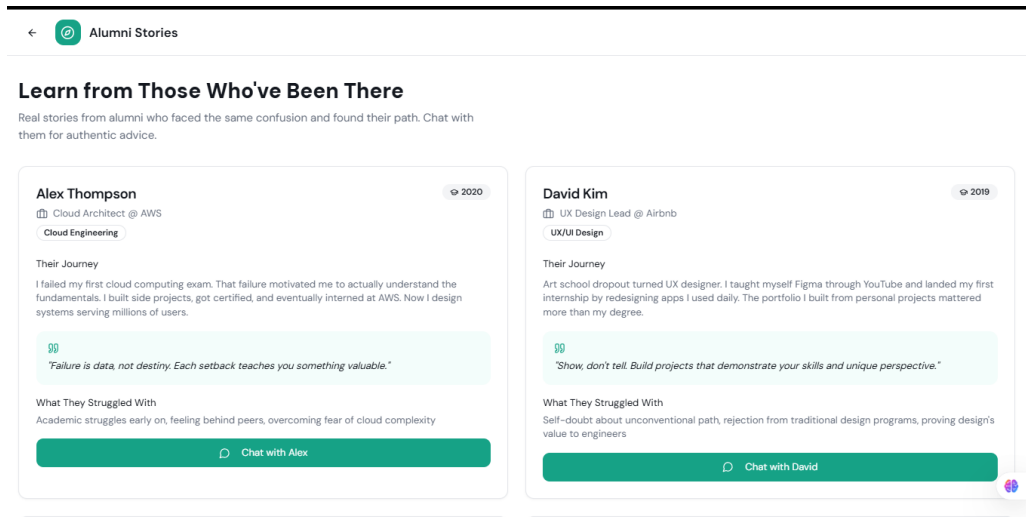 Alumni Stories
Learn from Those Who've Been There
Real stories from alumni who faced the same confusion and found their path. Chat with
them for authentic advice.
Alex Thompson
2020
Cloud Architect @ AWS
Cloud Engineering
Their Journey
I failed my first cloud computing exam. That failure motivated me to actually understand the
fundamentals. I built side projects, got certified, and eventually interned at AWS. Now I design
systems serving millions of users.
"Failure is data, not destiny. Each setback teaches you something valuable."
What They Struggled With
Academic struggles early on, feeling behind peers, overcoming fear of cloud complexity
Chat with Alex
David Kim
2019
UX Design Lead @ Airbnb
UX/UI Design
Their Journey
Art school dropout turned UX designer. I taught myself Figma through YouTube and landed my first
internship by redesigning apps I used daily. The portfolio I built from personal projects mattered
more than my degree.
"Show, don't tell. Build projects that demonstrate your skills and unique perspective."
What They Struggled With
Self-doubt about unconventional path, rejection from traditional design programs, proving design's
value to engineers
Chat with David